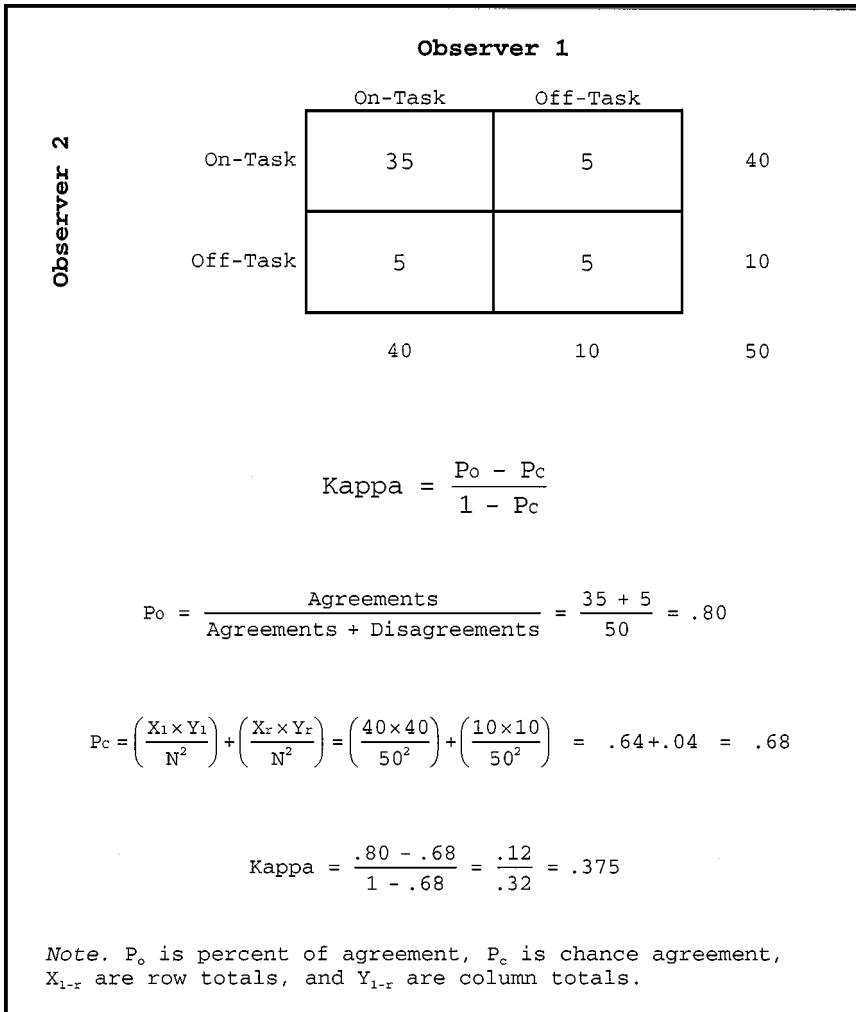 Observer 1
On-Task Off-Task
Observer 2
On-Task 35 5 40
Off-Task 5 5 10
40 10 50
Kappa = (Po - Pc) / (1 - Pc)
Po = Agreements / (Agreements + Disagreements) = (35 + 5) / 50 = .80
Pc = (X1 × Y1 / N²) + (Xr × Yr / N²) = (40×40 / 50²) + (10×10 / 50²) = .64+.04 = .68
Kappa = (.80 - .68) / (1 - .68) = .12 / .32 = .375
Note. Po is percent of agreement, Pc is chance agreement,
X1-r are row totals, and Y1-r are column totals.